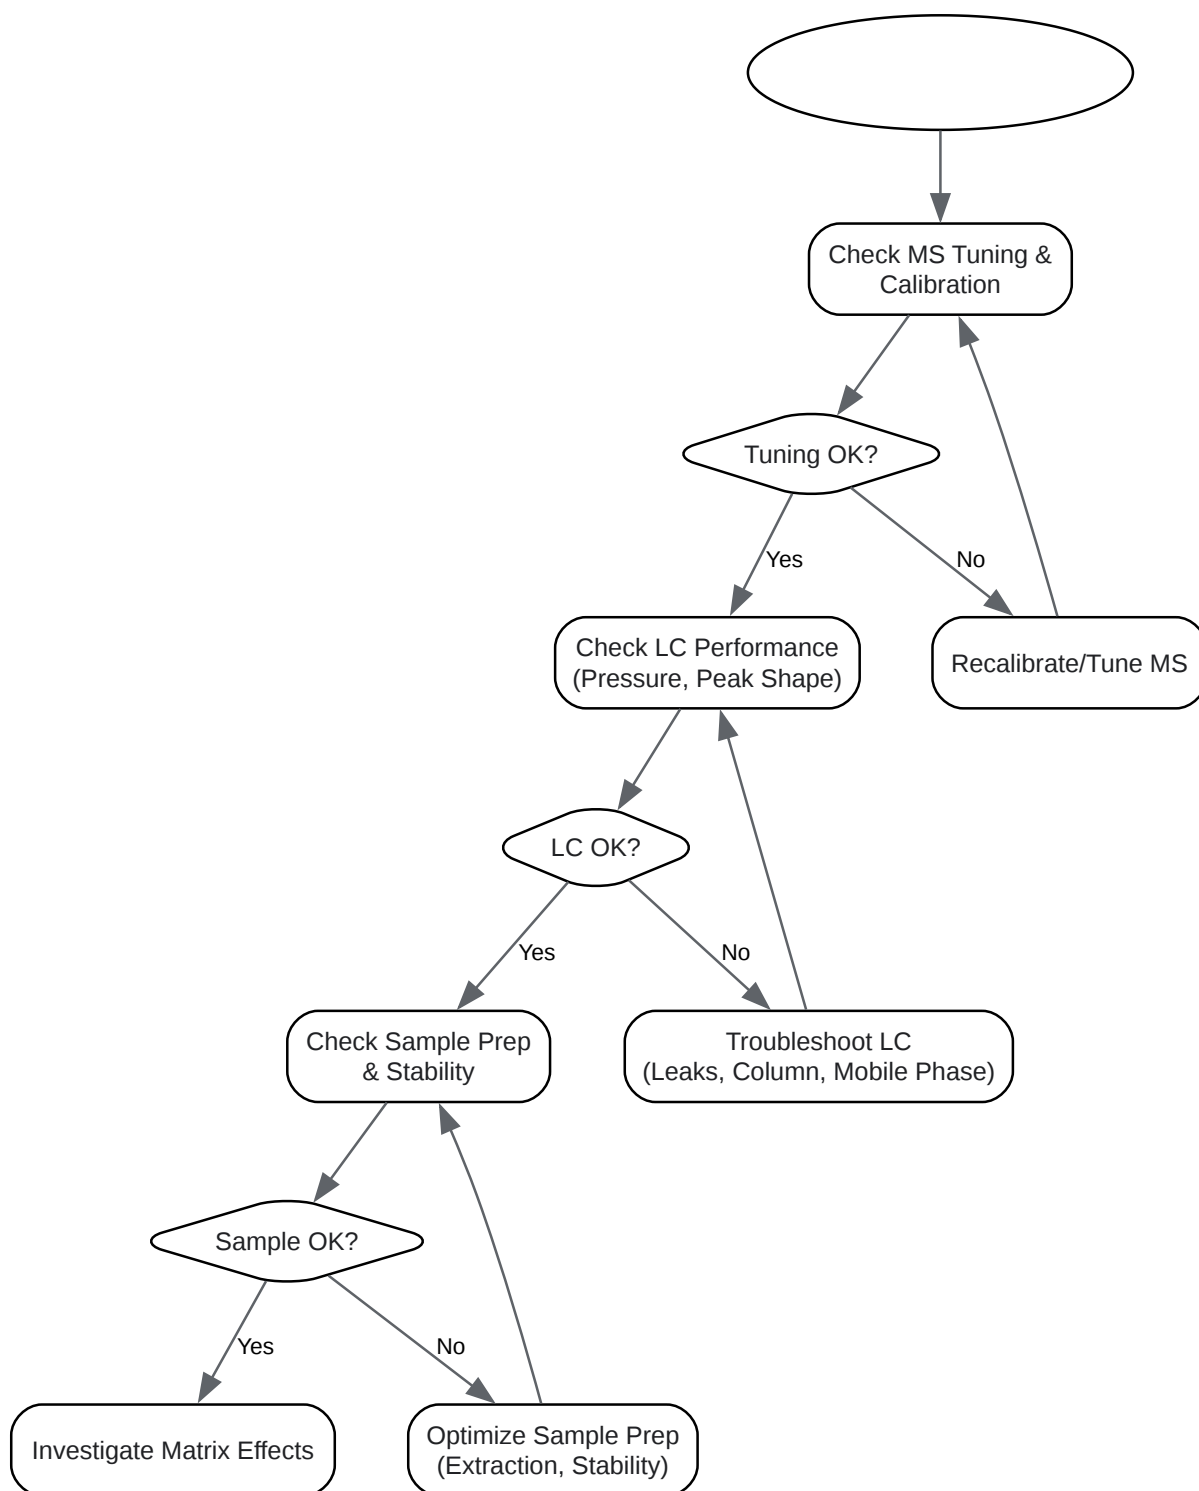 Check MS Tuning &
Calibration
Tuning OK?
Yes
No
Check LC Performance
(Pressure, Peak Shape)
Recalibrate/Tune MS
LC OK?
Yes
No
Check Sample Prep
& Stability
Troubleshoot LC
(Leaks, Column, Mobile Phase)
Sample OK?
Yes
No
Investigate Matrix Effects
Optimize Sample Prep
(Extraction, Stability)